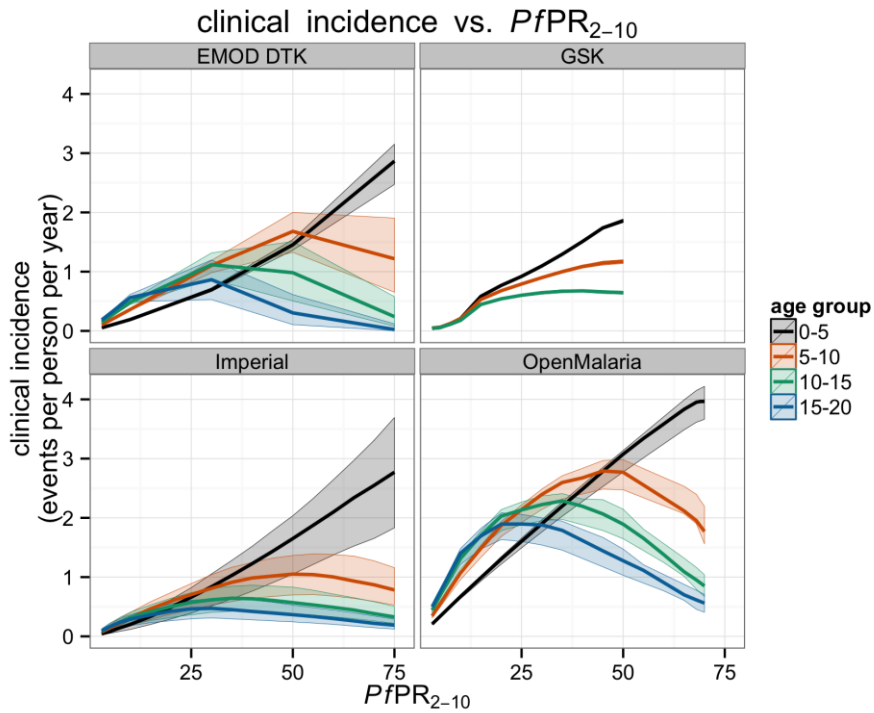 clinical incidence vs. PfPR2−10
EMOD DTK
GSK
4
3
2
1
0
Imperial
OpenMalaria
4
3
2
1
0
clinical incidence
(events per person per year)
25
50
75
25
50
75
PfPR2−10
age group
0-5
5-10
10-15
15-20